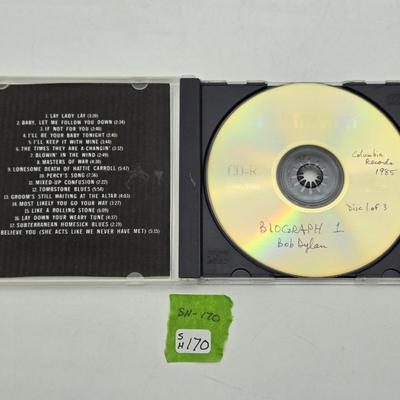 1. LAY LADY LAY (3:20)
2. BABY, LET ME FOLLOW YOU DOWN (2:34)
3. IF NOT FOR YOU (2:40)
4. I'LL BE YOUR BABY TONIGHT (2:40)
5. I'LL KEEP IT WITH MINE (3:40)
6. THE TIMES THEY ARE A-CHANGIN' (3:12)
7. BLOWIN' IN THE WIND (2:49)
8. MASTERS OF WAR (4:30)
9. LONESOME DEATH OF HATTIE CARROLL (5:47)
10. PERCY'S SONG (7:36)
11. MIXED-UP CONFUSION (2:22)
12. TOMBSTONE BLUES (5:51)
13. GROOM'S STILL WAITING AT THE ALTAR (4:03)
14. MOST LIKELY YOU GO YOUR WAY (3:27)
15. LIKE A ROLLING STONE (6:09)
16. LAY DOWN YOUR WEARY TUNE (4:37)
17. SUBTERRANEAN HOMESICK BLUES (2:19)
BELIEVE YOU (SHE ACTS LIKE WE NEVER HAVE MET) (5:15)
CD-R
Columbia
Records
1985
Disc 1 of 3
BIOGRAPH 1
Bob Dylan
SN-170
S
H 170